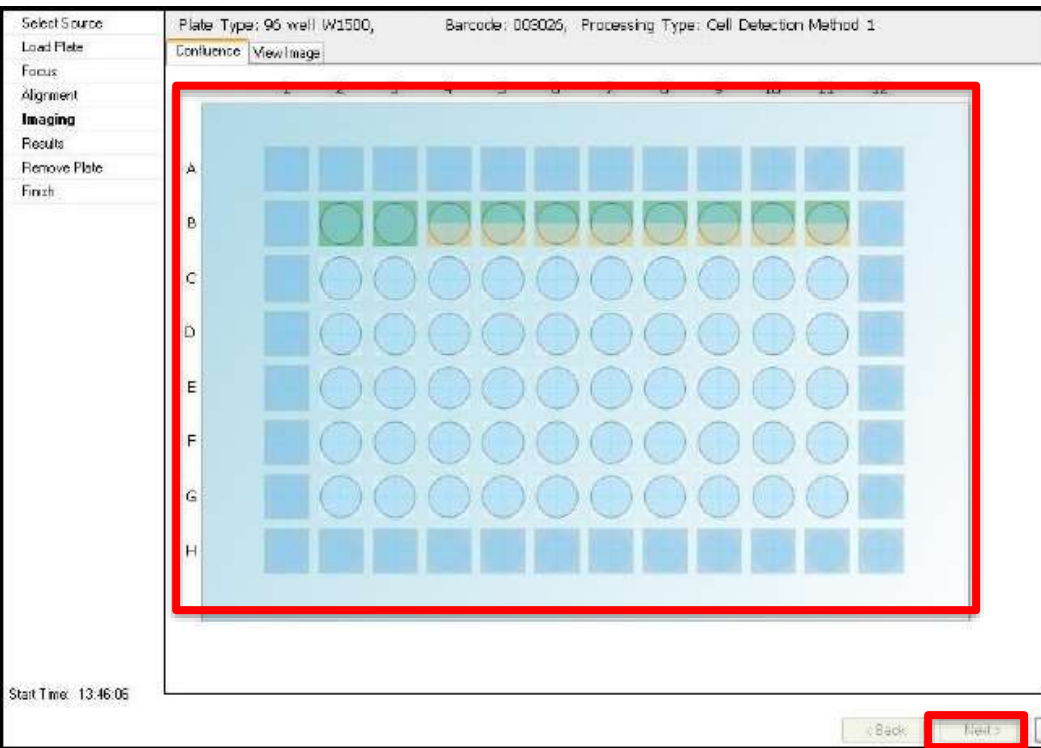 Select Source
Load Plate
Focus
Alignment
Imaging
Results
Remove Plate
Finish
Plate Type: 96 well W1500, Barcode: 003026, Processing Type: Cell Detection Method 1
Confluence View Image
1 2 3 4 5 6 7 8 9 10 11 12
A
B
C
D
E
F
G
H
Start Time: 13:46:06
< Back Next >